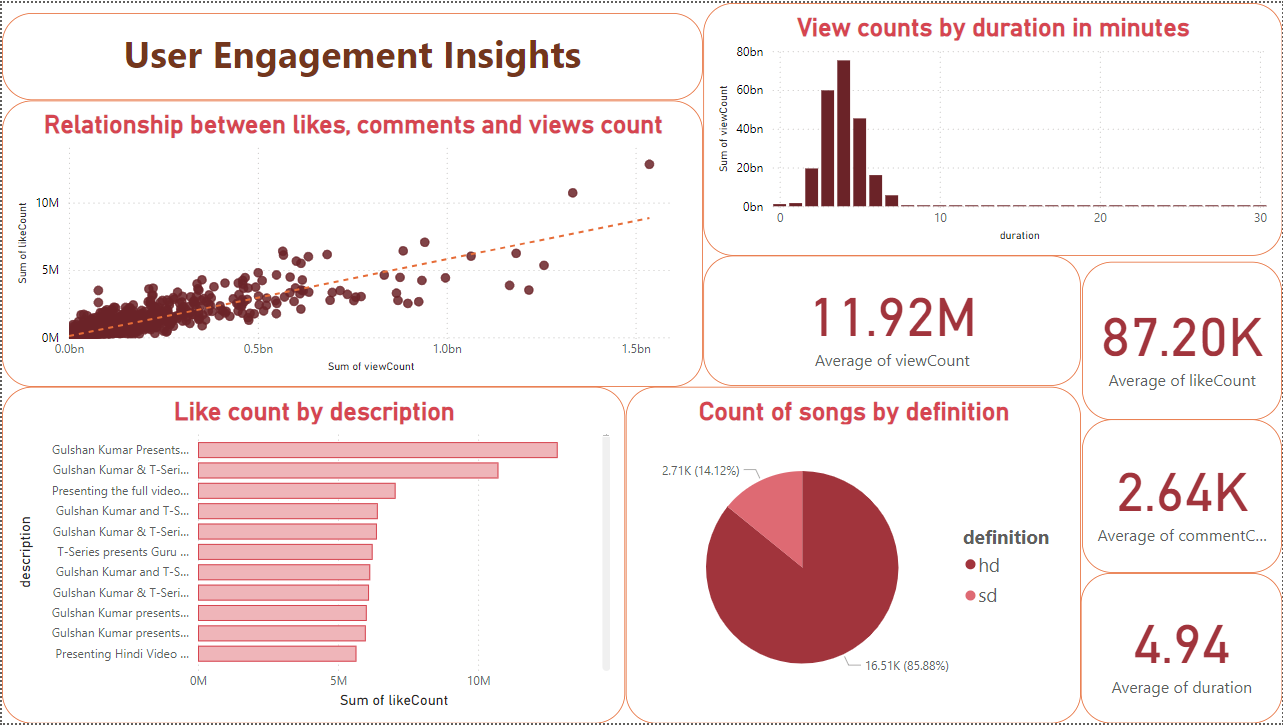 User Engagement Insights
Relationship between likes, comments and views count
Sum of likeCount
10M
5M
0M
0.0bn
0.5bn
1.0bn
1.5bn
Sum of viewCount
View counts by duration in minutes
Sum of viewCount
80bn
60bn
40bn
20bn
0bn
0
10
20
30
duration
11.92M
Average of viewCount
87.20K
Average of likeCount
2.64K
Average of commentC...
4.94
Average of duration
Like count by description
description
Gulshan Kumar Presents...
Gulshan Kumar & T-Seri...
Presenting the full video...
Gulshan Kumar and T-S...
Gulshan Kumar & T-Seri...
T-Series presents Guru ...
Gulshan Kumar and T-S...
Gulshan Kumar & T-Seri...
Gulshan Kumar presents...
Gulshan Kumar presents...
Presenting Hindi Video ...
0M
5M
10M
Sum of likeCount
Count of songs by definition
2.71K (14.12%)
16.51K (85.88%)
definition
hd
sd